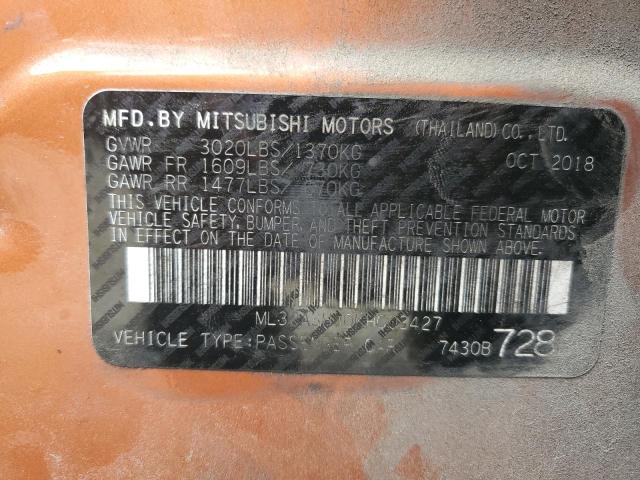 MFD.BY MITSUBISHI MOTORS (THAILAND)CO.,LTD.
GVWR 3020LBS/1370KG OCT 2018
GAWR FR 1609LBS/ 730KG
GAWR RR 1477LBS/ 670KG
THIS VEHICLE CONFORMS TO ALL APPLICABLE FEDERAL MOTOR
VEHICLE SAFETY, BUMPER, AND THEFT PREVENTION STANDARDS
IN EFFECT ON THE DATE OF MANUFACTURE SHOWN ABOVE.
VEHICLE TYPE: 7430B 728